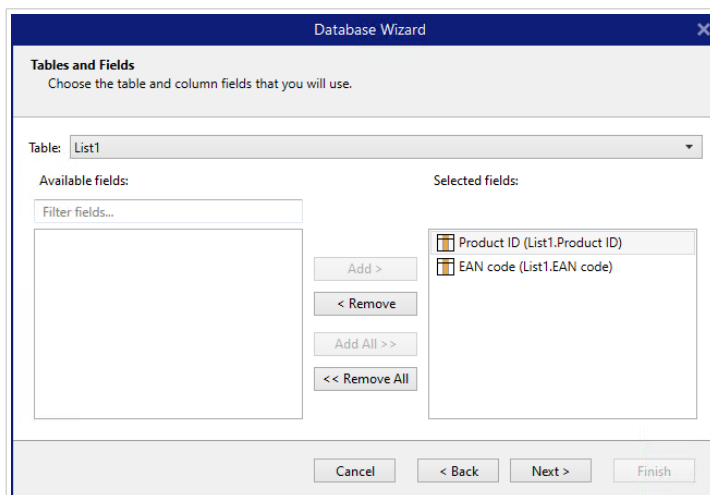 Database Wizard
Tables and Fields
Choose the table and column fields that you will use.
Table: List1
Available fields:
Selected fields:
Filter fields...
Product ID (List1.Product ID)
EAN code (List1.EAN code)
Add >
< Remove
Add All >>
<< Remove All
Cancel
< Back
Next >
Finish